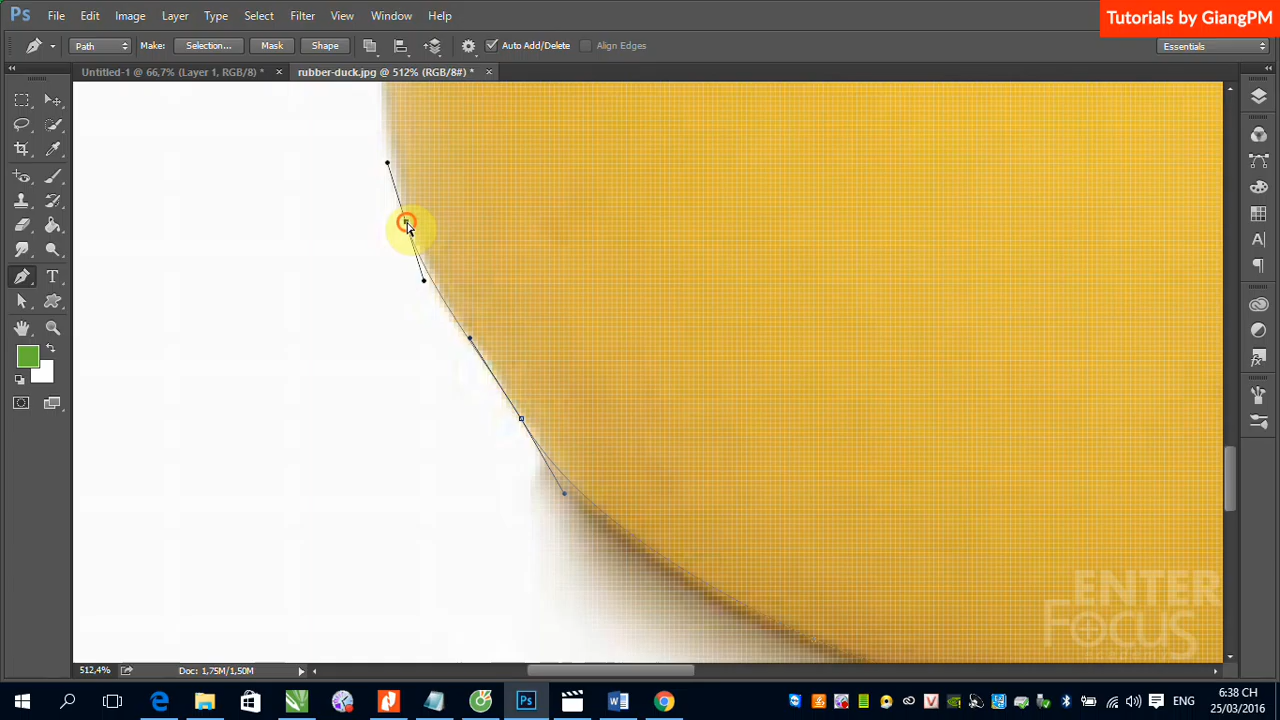 Tutorials by GiangPM
Ps File Edit Image Layer Type Select Filter View Window Help
Path Make: Selection... Mask Shape Auto Add/Delete Align Edges Essentials
Untitled-1 @ 66,7% (Layer 1, RGB/8) * × rubber-duck.jpg @ 512% (RGB/8#) * ×
ENTER
FOCUS
academy
512,4% Doc: 1,75M/1,50M
ENG 6:38 CH
25/03/2016